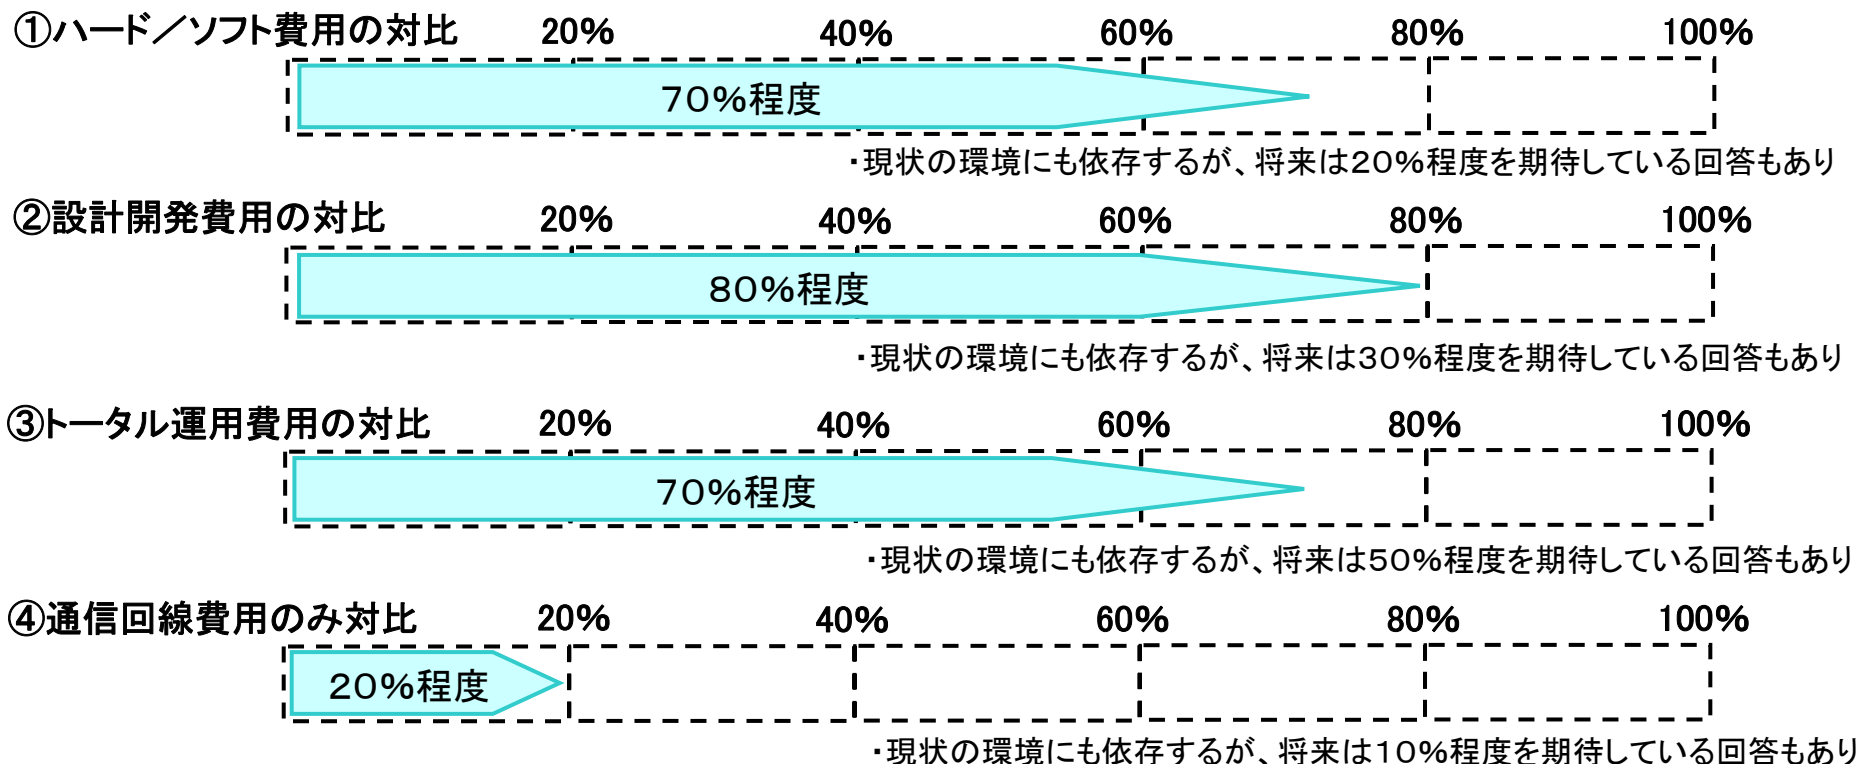 ①ハード／ソフト費用の対比 20% 40% 60% 80% 100%
70%程度
・現状の環境にも依存するが、将来は20%程度を期待している回答もあり
②設計開発費用の対比 20% 40% 60% 80% 100%
80%程度
・現状の環境にも依存するが、将来は30%程度を期待している回答もあり
③トータル運用費用の対比 20% 40% 60% 80% 100%
70%程度
・現状の環境にも依存するが、将来は50%程度を期待している回答もあり
④通信回線費用のみ対比 20% 40% 60% 80% 100%
20%程度
・現状の環境にも依存するが、将来は10%程度を期待している回答もあり